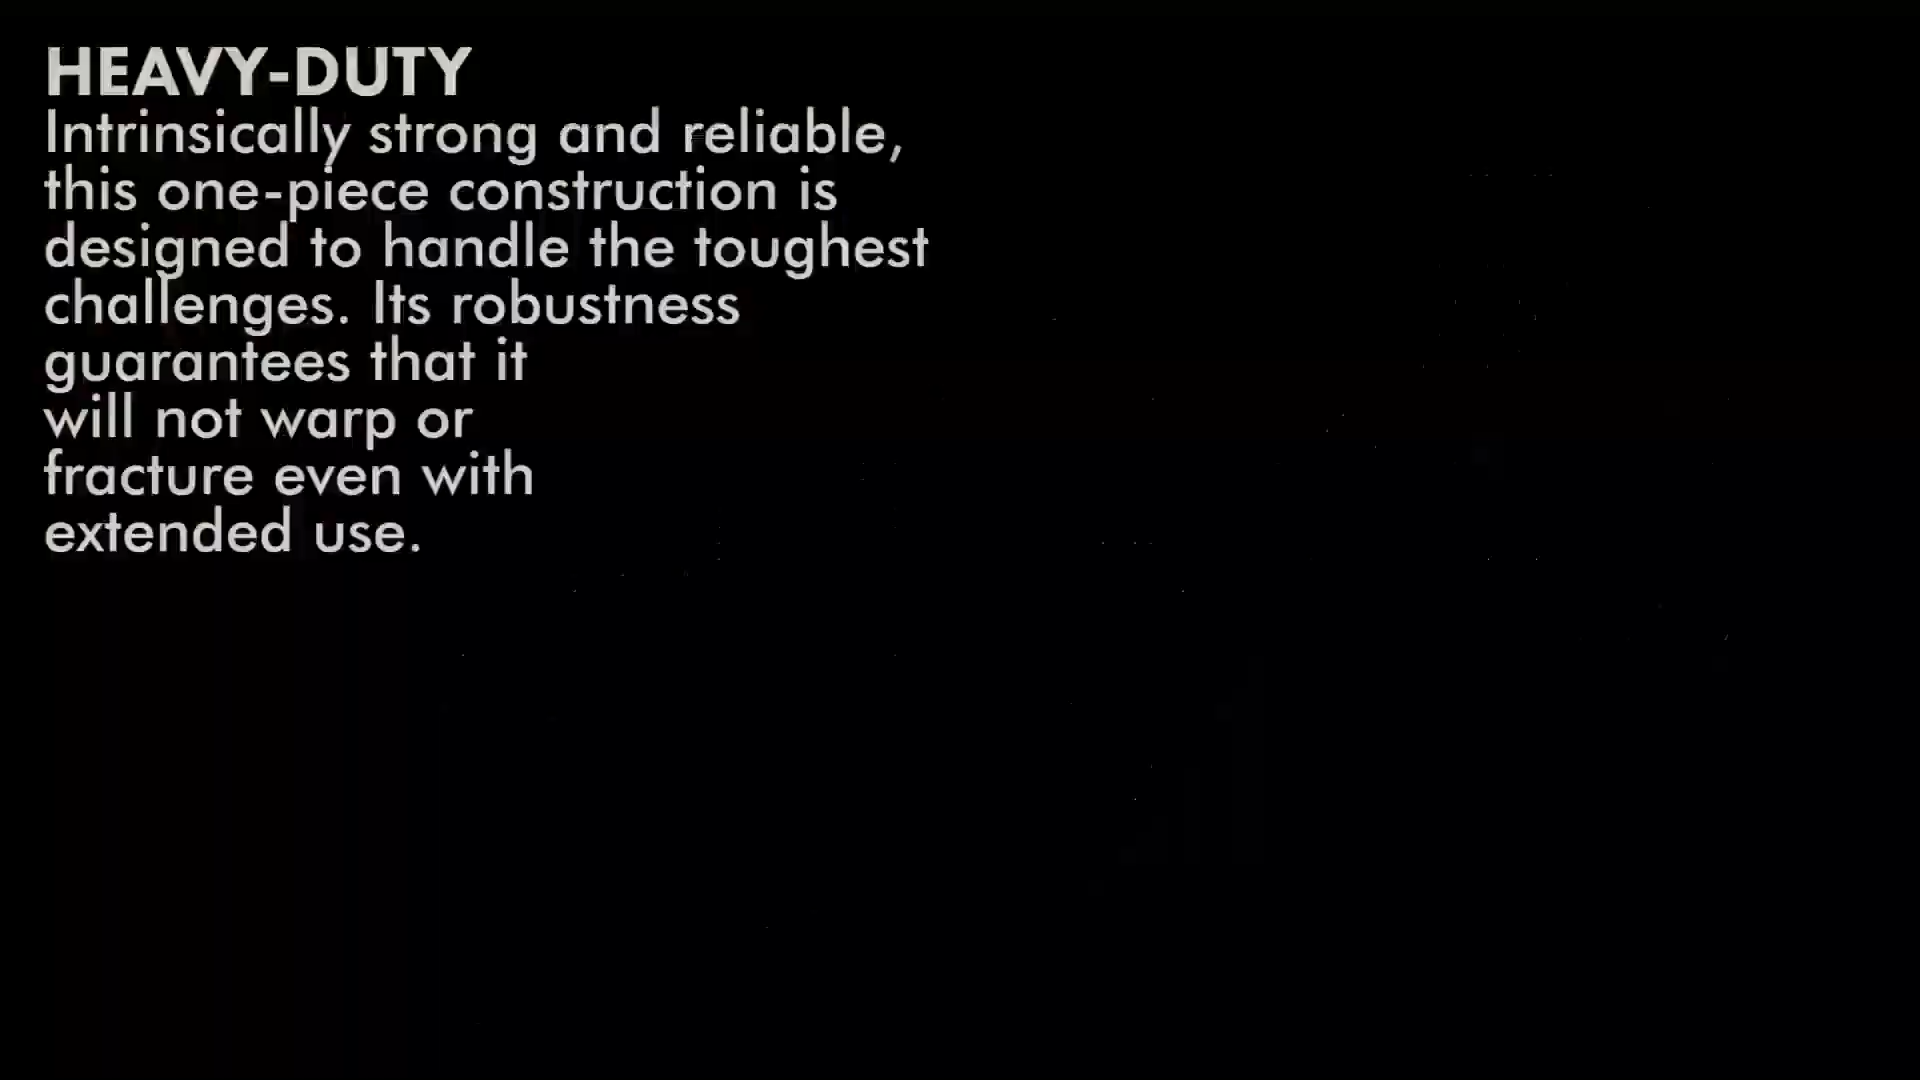 HEAVY-DUTY
Intrinsically strong and reliable,
this one-piece construction is
designed to handle the toughest
challenges. Its robustness
guarantees that it
will not warp or
fracture even with
extended use.